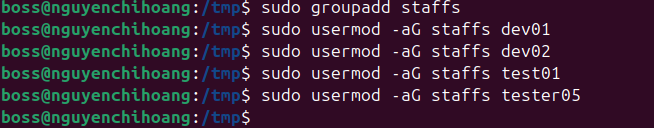 boss@nguyenchihoang:/tmp$ sudo groupadd staffs
boss@nguyenchihoang:/tmp$ sudo usermod -aG staffs dev01
boss@nguyenchihoang:/tmp$ sudo usermod -aG staffs dev02
boss@nguyenchihoang:/tmp$ sudo usermod -aG staffs test01
boss@nguyenchihoang:/tmp$ sudo usermod -aG staffs tester05
boss@nguyenchihoang:/tmp$